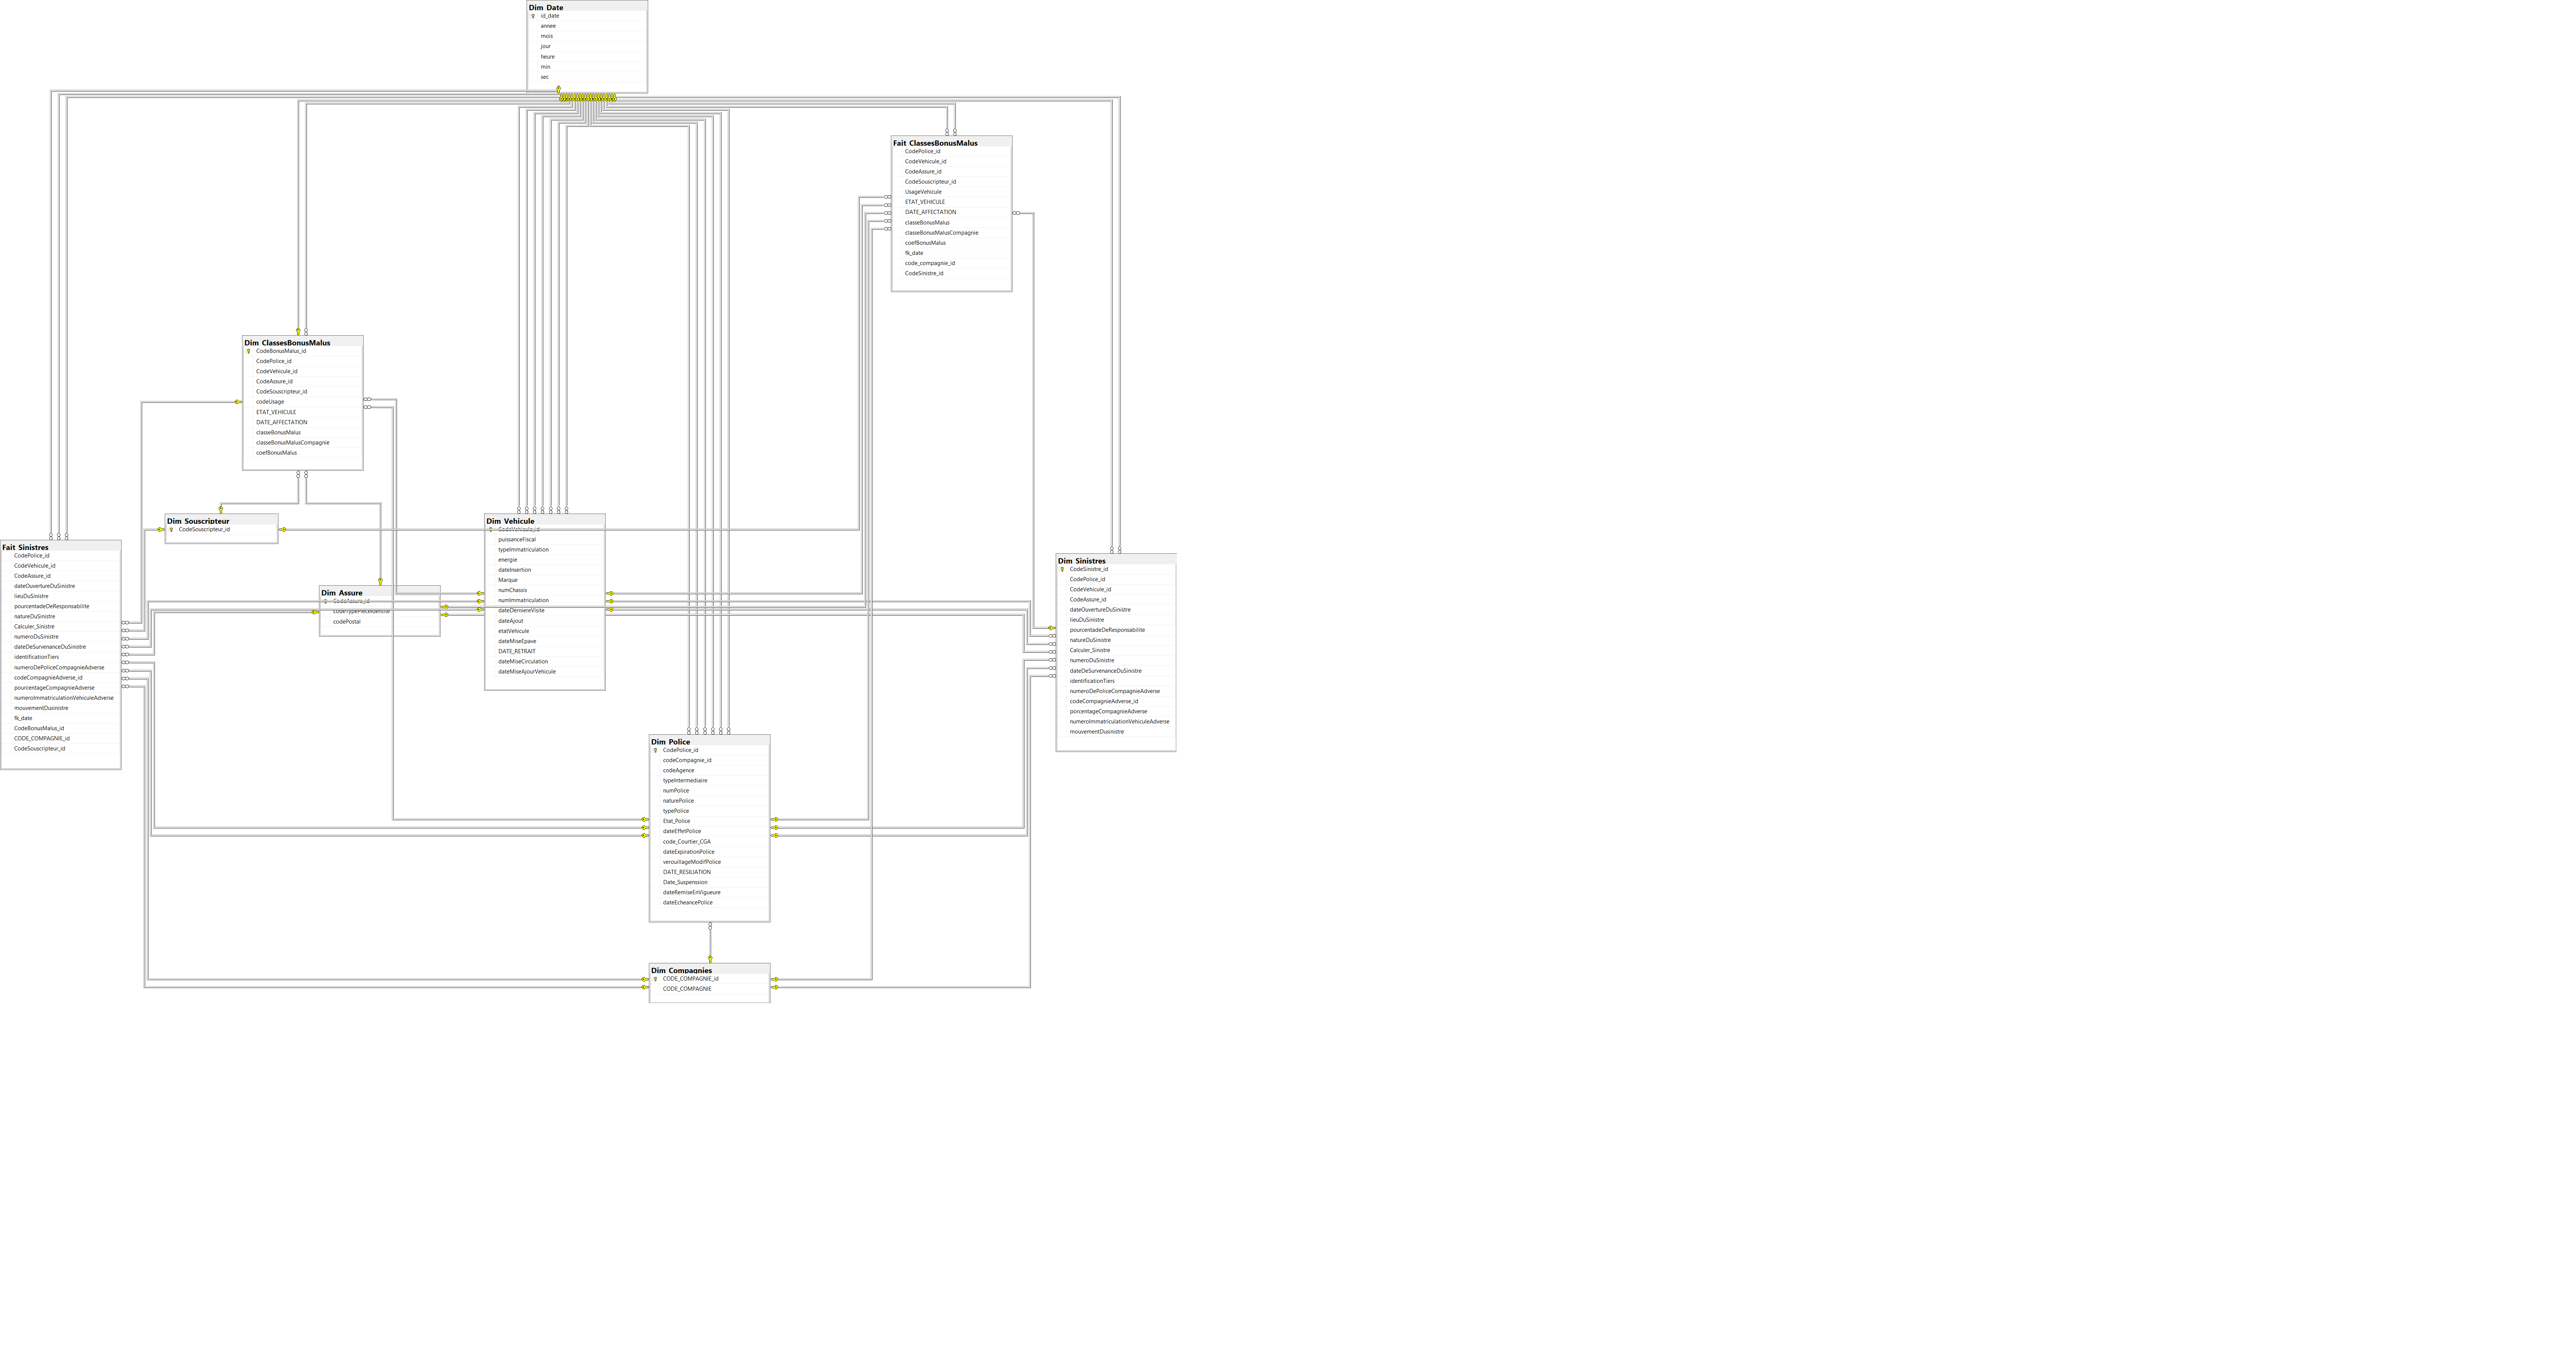 Dim_Date
id_date
annee
mois
jour
heure
min
sec
Fait_ClassesBonusMalus
CodePolice_id
CodeVehicule_id
CodeAssure_id
CodeSouscripteur_id
UsageVehicule
ETAT_VEHICULE
DATE_AFFECTATION
classeBonusMalus
classeBonusMalusCompagnie
coefBonusMalus
fk_date
code_compagnie_id
CodeSinistre_id
Dim_ClassesBonusMalus
CodeBonusMalus_id
CodePolice_id
CodeVehicule_id
CodeAssure_id
CodeSouscripteur_id
codeUsage
ETAT_VEHICULE
DATE_AFFECTATION
classeBonusMalus
classeBonusMalusCompagnie
coefBonusMalus
Dim_Souscripteur
CodeSouscripteur_id
Dim_Vehicule
CodeVehicule_id
puissanceFiscal
typeImmatriculation
energie
dateInsertion
Marque
numChassis
numImmatriculation
dateDerniereVisite
dateAjout
etatVehicule
dateMiseEpave
DATE_RETRAIT
dateMiseCirculation
dateMiseAjourVehicule
Fait_Sinistres
CodePolice_id
CodeVehicule_id
CodeAssure_id
dateOuvertureDuSinistre
lieuDuSinistre
pourcentadeDeResponsabilite
natureDuSinistre
Calculer_Sinistre
numeroDuSinistre
dateDeSurvenanceDuSinistre
identificationTiers
numeroDePoliceCompagnieAdverse
codeCompagnieAdverse_id
pourcentageCompagnieAdverse
numeroImmatriculationVehiculeAdverse
mouvementDusinistre
fk_date
CodeBonusMalus_id
CODE_COMPAGNIE_id
CodeSouscripteur_id
Dim_Assure
CodeAssure_id
codeTypePieceIdentite
codePostal
Dim_Sinistres
CodeSinistre_id
CodePolice_id
CodeVehicule_id
CodeAssure_id
dateOuvertureDuSinistre
lieuDuSinistre
pourcentadeDeResponsabilite
natureDuSinistre
Calculer_Sinistre
numeroDuSinistre
dateDeSurvenanceDuSinistre
identificationTiers
numeroDePoliceCompagnieAdverse
codeCompagnieAdverse_id
porcentageCompagnieAdverse
numeroImmatriculationVehiculeAdverse
mouvementDusinistre
Dim_Police
CodePolice_id
codeCompagnie_id
codeAgence
typeIntermediaire
numPolice
naturePolice
typePolice
Etat_Police
dateEffetPolice
code_Courtier_CGA
dateExpirationPolice
verouillageModifPolice
DATE_RESILIATION
Date_Suspenssion
dateRemiseEnVigueure
dateEcheancePolice
Dim_Compagnies
CODE_COMPAGNIE_id
CODE_COMPAGNIE